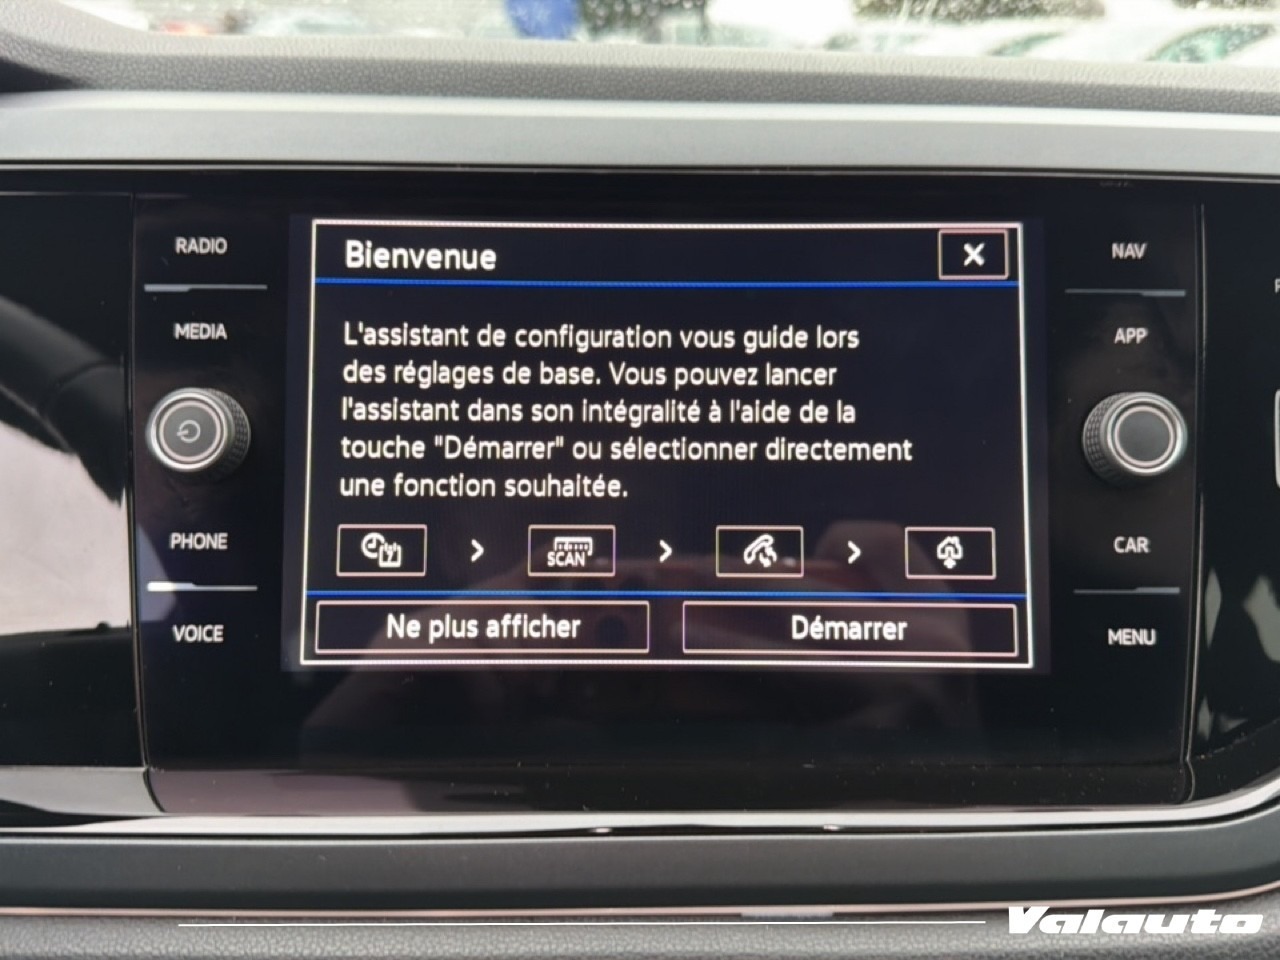 RADIO
MEDIA
PHONE
VOICE
Bienvenue
L'assistant de configuration vous guide lors
des réglages de base. Vous pouvez lancer
l'assistant dans son intégralité à l'aide de la
touche "Démarrer" ou sélectionner directement
une fonction souhaitée.
SCAN
Ne plus afficher
Démarrer
NAV
APP
CAR
MENU
Valauto